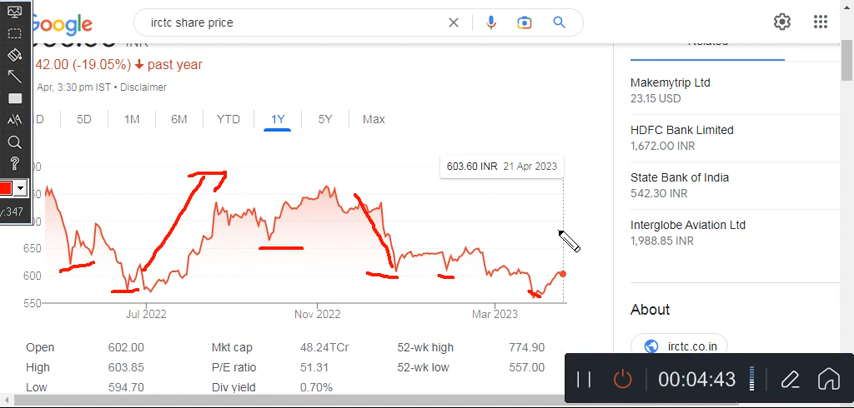 Google
irctc share price
INR
42.00 (-19.05%) past year
Apr, 3:30 pm IST • Disclaimer
D 5D 1M 6M YTD 1Y 5Y Max
603.60 INR 21 Apr 2023
650
600
550
Jul 2022 Nov 2022 Mar 2023
Open 602.00 Mkt cap 48.24TCr 52-wk high 774.90
High 603.85 P/E ratio 51.31 52-wk low 557.00
Low 594.70 Div yield 0.70%
Related
Makemytrip Ltd
23.15 USD
HDFC Bank Limited
1,672.00 INR
State Bank of India
542.30 INR
Interglobe Aviation Ltd
1,988.85 INR
About
irctc.co.in
y:347
00:04:43